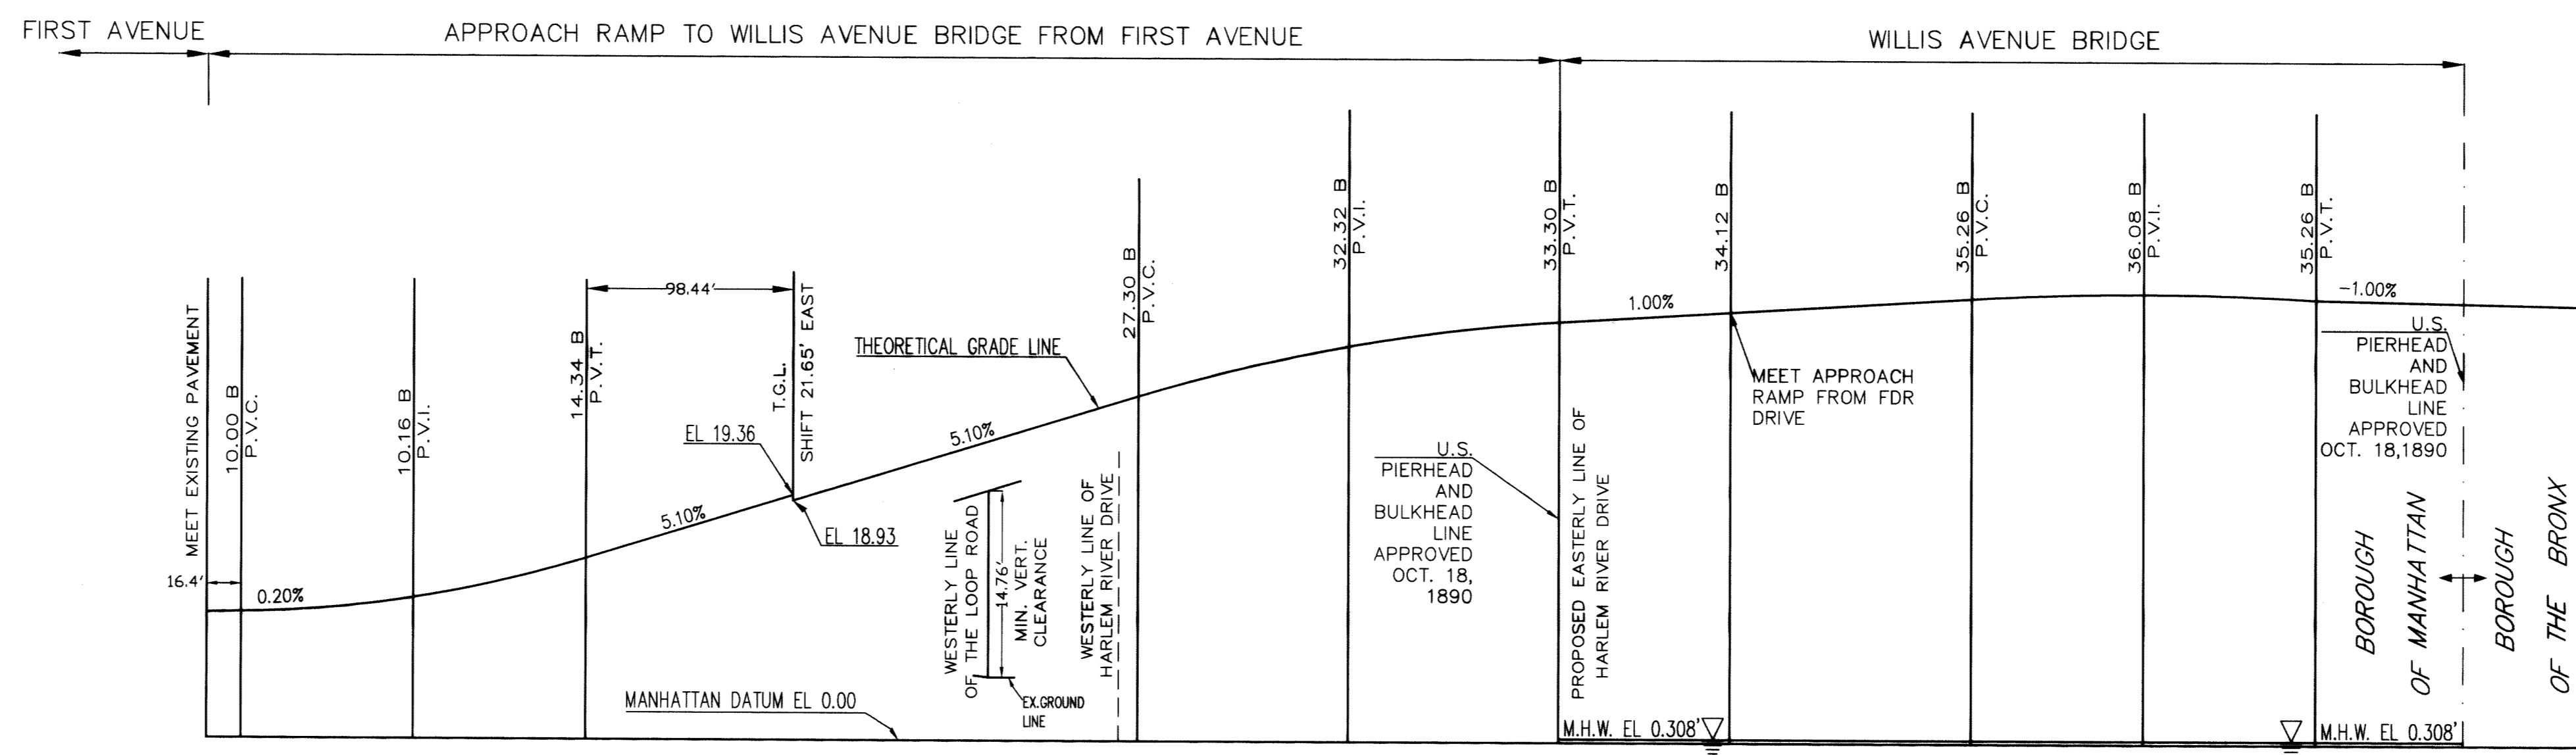 FIRST AVENUE
APPROACH RAMP TO WILLIS AVENUE BRIDGE FROM FIRST AVENUE
WILLIS AVENUE BRIDGE
MEET EXISTING PAVEMENT
16.4'
10.00 B
P.V.C.
0.20%
10.16 B
P.V.I.
14.34 B
P.V.T.
98.44'
5.10%
T.G.L.
SHIFT 21.65' EAST
EL 19.36
EL 18.93
THEORETICAL GRADE LINE
5.10%
MANHATTAN DATUM EL 0.00
WESTERLY LINE
OF THE LOOP ROAD
14.76'
MIN. VERT.
CLEARANCE
EX.GROUND
LINE
WESTERLY LINE OF
HARLEM RIVER DRIVE
27.30 B
P.V.C.
32.32 B
P.V.I.
U.S.
PIERHEAD
AND
BULKHEAD
LINE
APPROVED
OCT. 18,
1890
33.30 B
P.V.T.
PROPOSED EASTERLY LINE OF
HARLEM RIVER DRIVE
1.00%
34.12 B
MEET APPROACH
RAMP FROM FDR
DRIVE
M.H.W. EL 0.308'
35.26 B
P.V.C.
36.08 B
P.V.I.
35.26 B
P.V.T.
-1.00%
U.S.
PIERHEAD
AND
BULKHEAD
LINE
APPROVED
OCT. 18,1890
BOROUGH
OF MANHATTAN
BOROUGH
OF THE BRONX
M.H.W. EL 0.308'